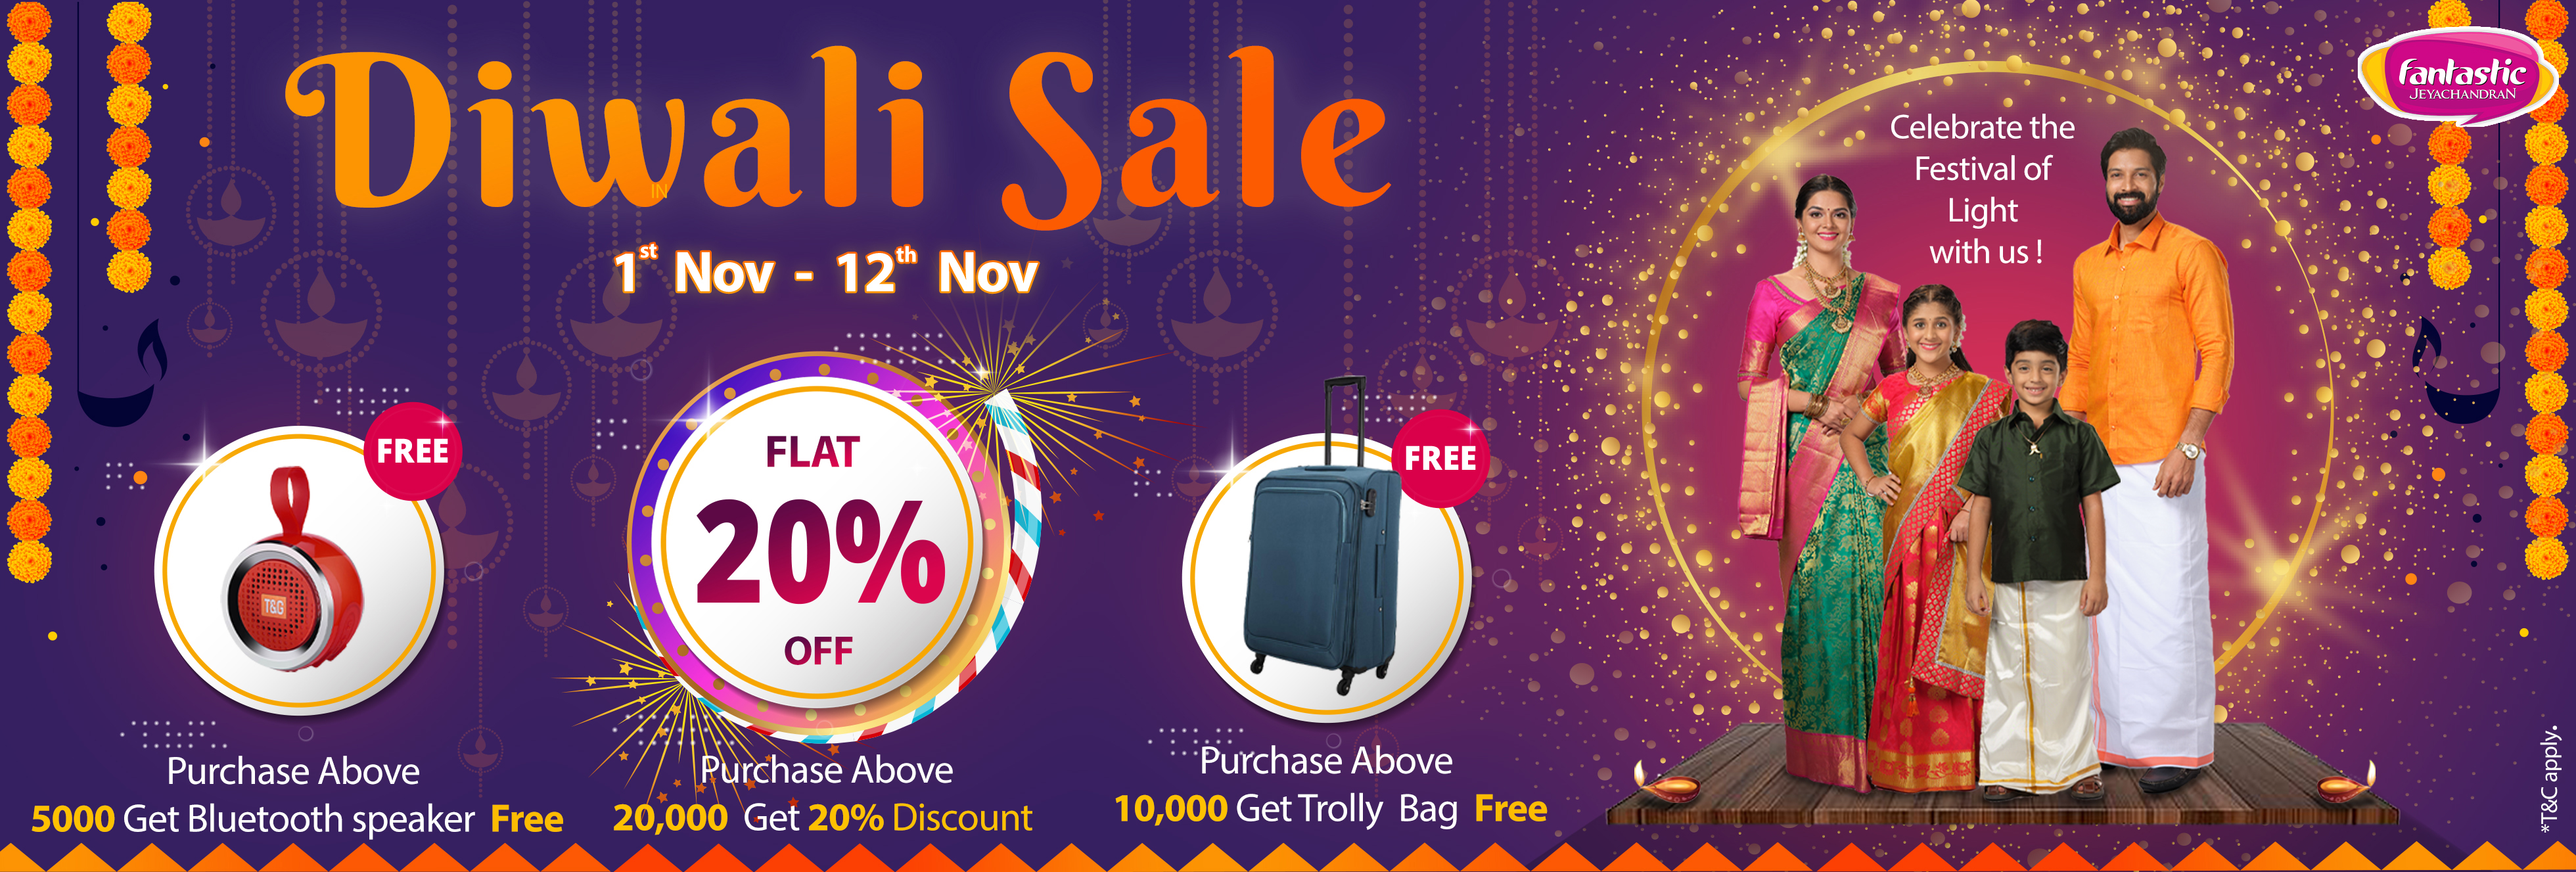 Diwali Sale
IN
1st Nov - 12th Nov
fantastic
JEYACHANDRAN
Celebrate the
Festival of
Light
with us !
FREE
T&G
Purchase Above
5000 Get Bluetooth speaker Free
FLAT
20%
OFF
Purchase Above
20,000 Get 20% Discount
FREE
Purchase Above
10,000 Get Trolly Bag Free
*T&C apply.